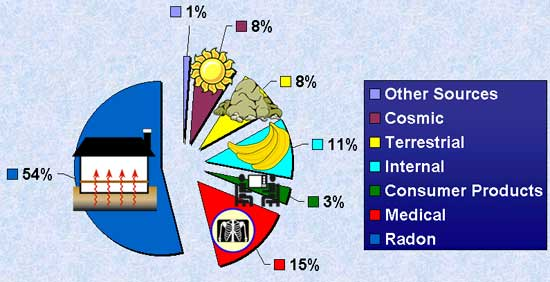 1%
8%
8%
11%
3%
15%
54%
Other Sources
Cosmic
Terrestrial
Internal
Consumer Products
Medical
Radon